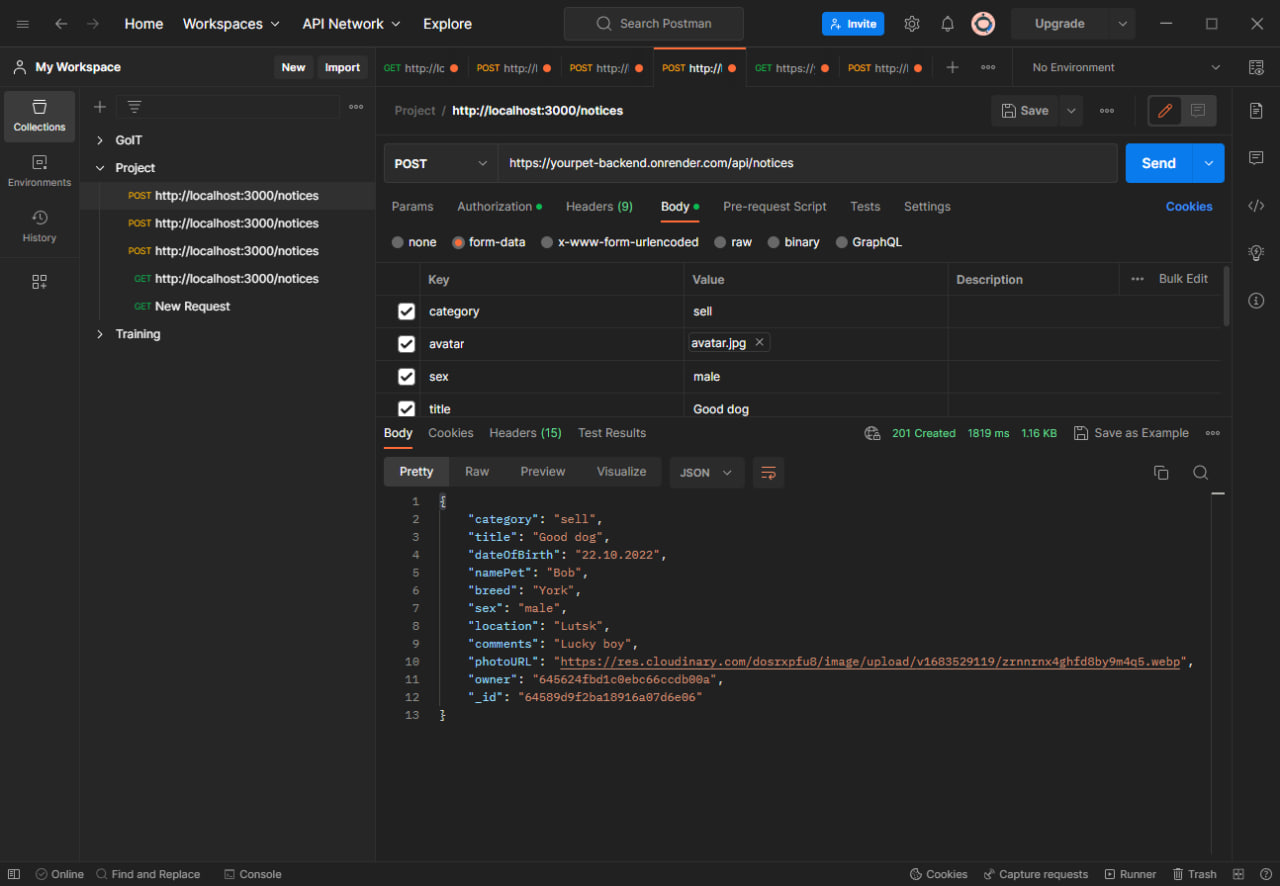 Home Workspaces API Network Explore Search Postman Invite Upgrade
My Workspace New Import GET http://lc POST http://l POST http:// POST http://l GET https:// POST http://l No Environment
Collections
Environments
History
GoIT
Project
POST http://localhost:3000/notices
POST http://localhost:3000/notices
POST http://localhost:3000/notices
GET http://localhost:3000/notices
GET New Request
Training
Project / http://localhost:3000/notices Save
POST https://yourpet-backend.onrender.com/api/notices Send
Params Authorization Headers (9) Body Pre-request Script Tests Settings Cookies
none form-data x-www-form-urlencoded raw binary GraphQL
Key Value Description Bulk Edit
category sell
avatar avatar.jpg
sex male
title Good dog
Body Cookies Headers (15) Test Results 201 Created 1819 ms 1.16 KB Save as Example
Pretty Raw Preview Visualize JSON
1 {
2 "category": "sell",
3 "title": "Good dog",
4 "dateOfBirth": "22.10.2022",
5 "namePet": "Bob",
6 "breed": "York",
7 "sex": "male",
8 "location": "Lutsk",
9 "comments": "Lucky boy",
10 "photoURL": "https://res.cloudinary.com/dosrxpfu8/image/upload/v1683529119/zrnnrnx4ghfd8by9m4q5.webp",
11 "owner": "645624fbd1c0ebc66ccdb00a",
12 "_id": "64589d9f2ba18916a07d6e06"
13 }
Online Find and Replace Console Cookies Capture requests Runner Trash